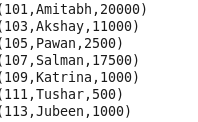 (101,Amitabh,20000)
(103,Akshay,11000)
(105,Pawan,2500)
(107,Salman,17500)
(109,Katrina,1000)
(111,Tushar,500)
(113,Jubeen,1000)